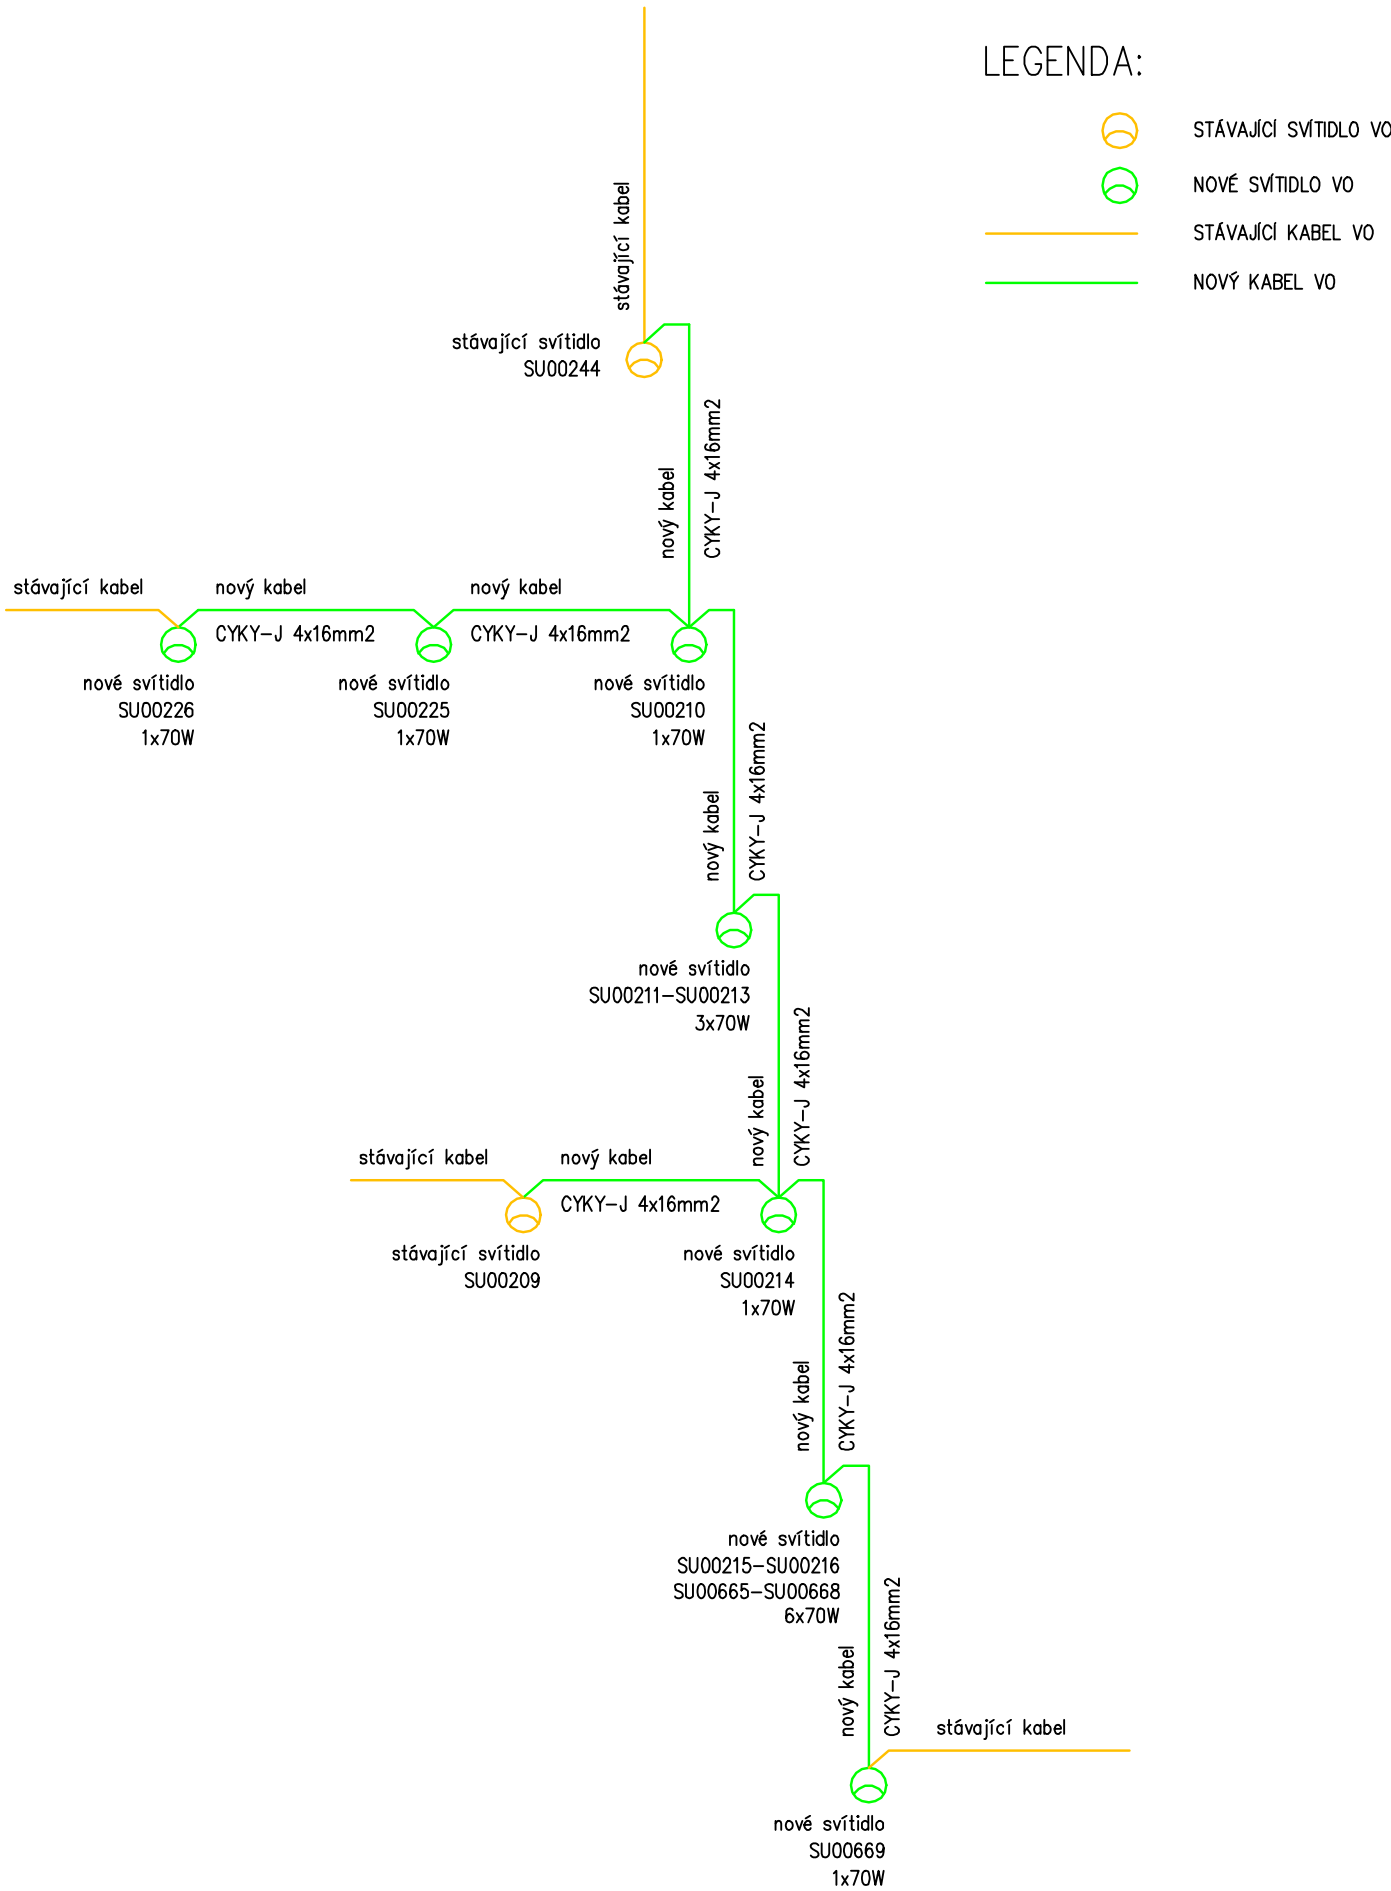 LEGENDA:
STÁVAJÍCÍ SVÍTIDLO VO
NOVÉ SVÍTIDLO VO
STÁVAJÍCÍ KABEL VO
NOVÝ KABEL VO
stávající kabel
stávající svítidlo
SU00244
nový kabel
CYKY-J 4x16mm2
stávající kabel
nový kabel
CYKY-J 4x16mm2
nový kabel
CYKY-J 4x16mm2
nové svítidlo
SU00226
1x70W
nové svítidlo
SU00225
1x70W
nové svítidlo
SU00210
1x70W
nový kabel
CYKY-J 4x16mm2
nové svítidlo
SU00211-SU00213
3x70W
nový kabel
CYKY-J 4x16mm2
stávající kabel
nový kabel
CYKY-J 4x16mm2
stávající svítidlo
SU00209
nové svítidlo
SU00214
1x70W
nový kabel
CYKY-J 4x16mm2
nové svítidlo
SU00215-SU00216
SU00665-SU00668
6x70W
nový kabel
CYKY-J 4x16mm2
stávající kabel
nové svítidlo
SU00669
1x70W